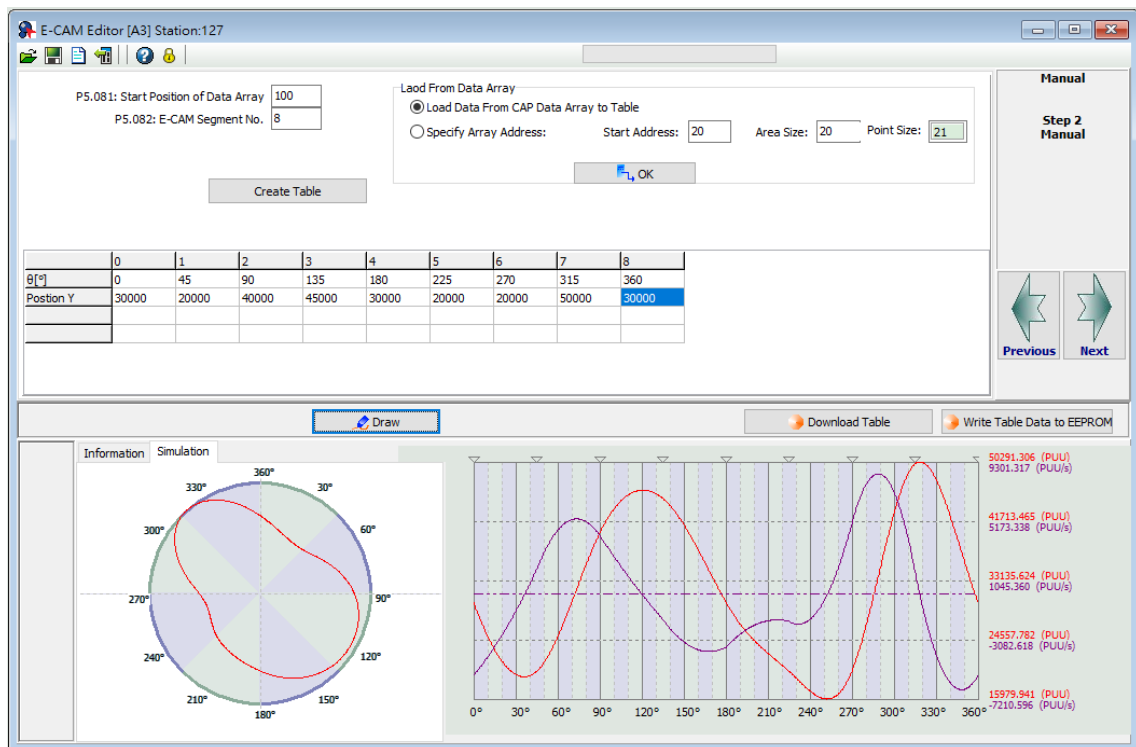 E-CAM Editor [A3] Station:127
P5.081: Start Position of Data Array 100
P5.082: E-CAM Segment No. 8
Create Table
Laod From Data Array
Load Data From CAP Data Array to Table
Specify Array Address: Start Address: 20 Area Size: 20 Point Size: 21
OK
Manual
Step 2
Manual
Previous Next
0 1 2 3 4 5 6 7 8
θ[°] 0 45 90 135 180 225 270 315 360
Postion Y 30000 20000 40000 45000 30000 20000 20000 50000 30000
Draw Download Table Write Table Data to EEPROM
Information Simulation
360°
330° 30°
300° 60°
270° 90°
240° 120°
210° 150°
180°
50291.306 (PUU)
9301.317 (PUU/s)
41713.465 (PUU)
5173.338 (PUU/s)
33135.624 (PUU)
1045.360 (PUU/s)
24557.782 (PUU)
-3082.618 (PUU/s)
15979.941 (PUU)
-7210.596 (PUU/s)
0° 30° 60° 90° 120° 150° 180° 210° 240° 270° 300° 330° 360°